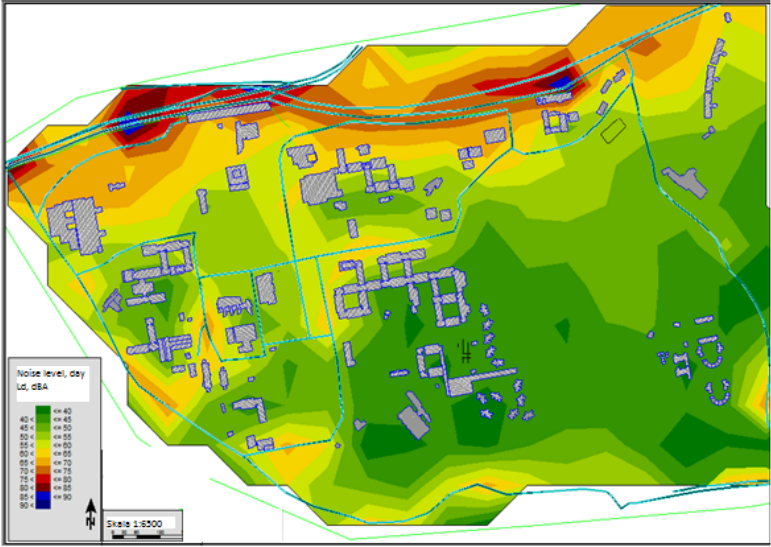 Noise level, day
Ld, dBA
<= 40
40 < <= 45
45 < <= 50
50 < <= 55
55 < <= 60
60 < <= 65
65 < <= 70
70 < <= 75
75 < <= 80
80 < <= 85
85 < <= 90
90 <
N
Skala 1:6500